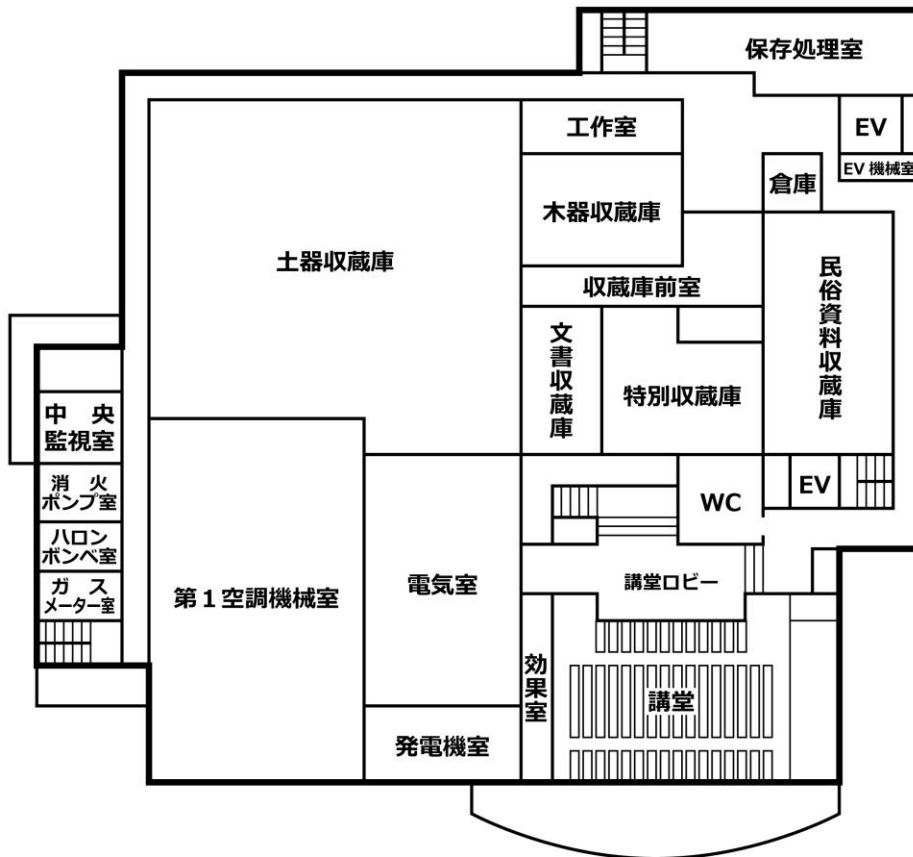 保存処理室
工作室
EV
EV 機械室
倉庫
木器収蔵庫
土器収蔵庫
収蔵庫前室
民俗資料収蔵庫
文書収蔵庫
特別収蔵庫
中 央
監視室
消 火
ポンプ室
ハロン
ボンベ室
ガ ス
メーター室
WC
EV
第1空調機械室
電気室
講堂ロビー
効果室
講堂
発電機室